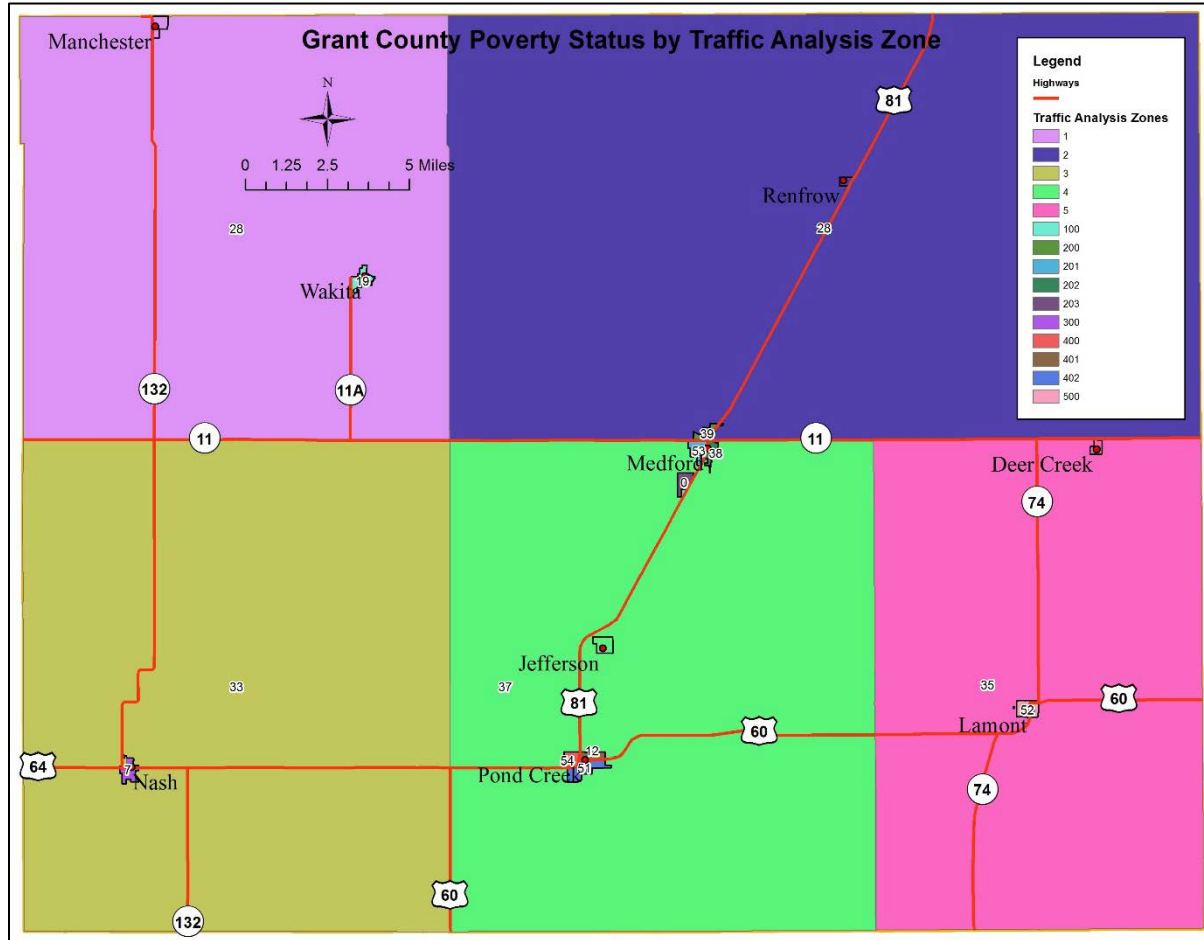 Grant County Poverty Status by Traffic Analysis Zone
Manchester
N
0 1.25 2.5 5 Miles
81
Legend
Highways
Traffic Analysis Zones
1
2
3
4
5
100
200
201
202
203
300
400
401
402
500
Renfrow
28
28
197
Wakita
132
11A
11
39
11
53
38
Medford
0
Deer Creek
74
Jefferson
33
37
81
35
60
52
Lamont
60
64
7
Nash
12
54
51
Pond Creek
74
60
132